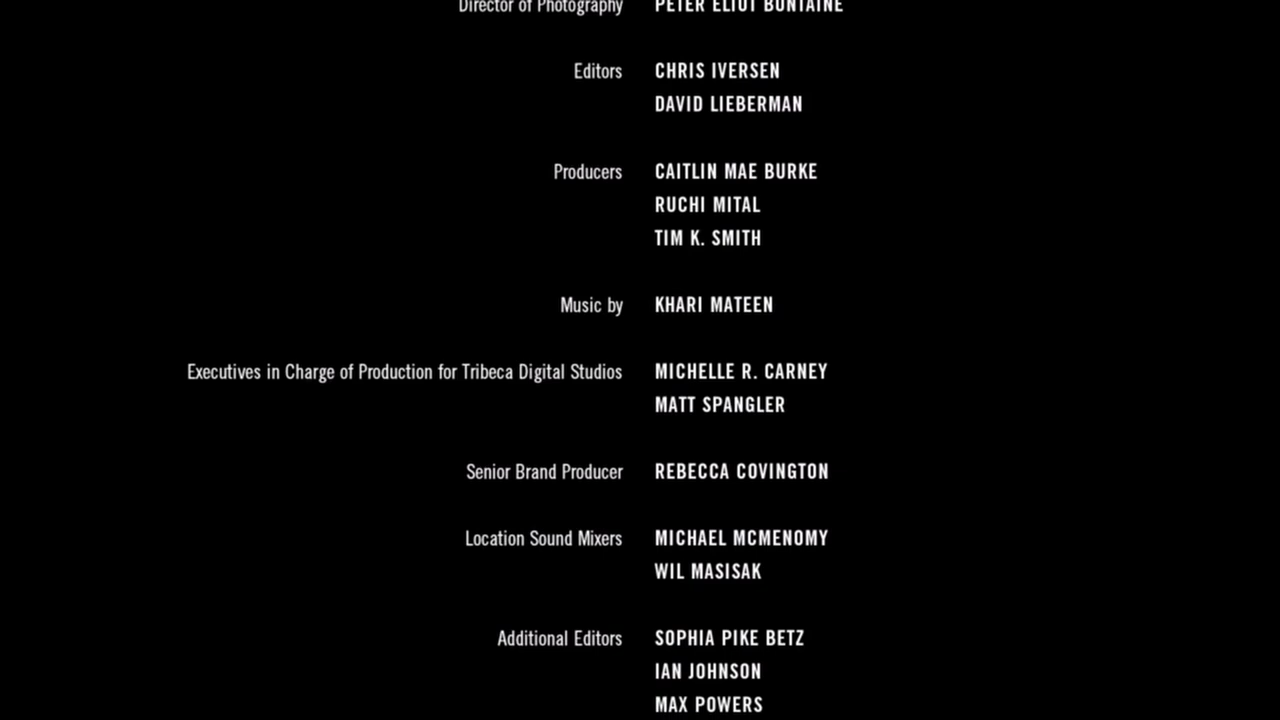 Director of Photography PETER ELIOT BUNTAINE
Editors CHRIS IVERSEN
DAVID LIEBERMAN
Producers CAITLIN MAE BURKE
RUCHI MITAL
TIM K. SMITH
Music by KHARI MATEEN
Executives in Charge of Production for Tribeca Digital Studios MICHELLE R. CARNEY
MATT SPANGLER
Senior Brand Producer REBECCA COVINGTON
Location Sound Mixers MICHAEL MCMENOMY
WIL MASISAK
Additional Editors SOPHIA PIKE BETZ
IAN JOHNSON
MAX POWERS